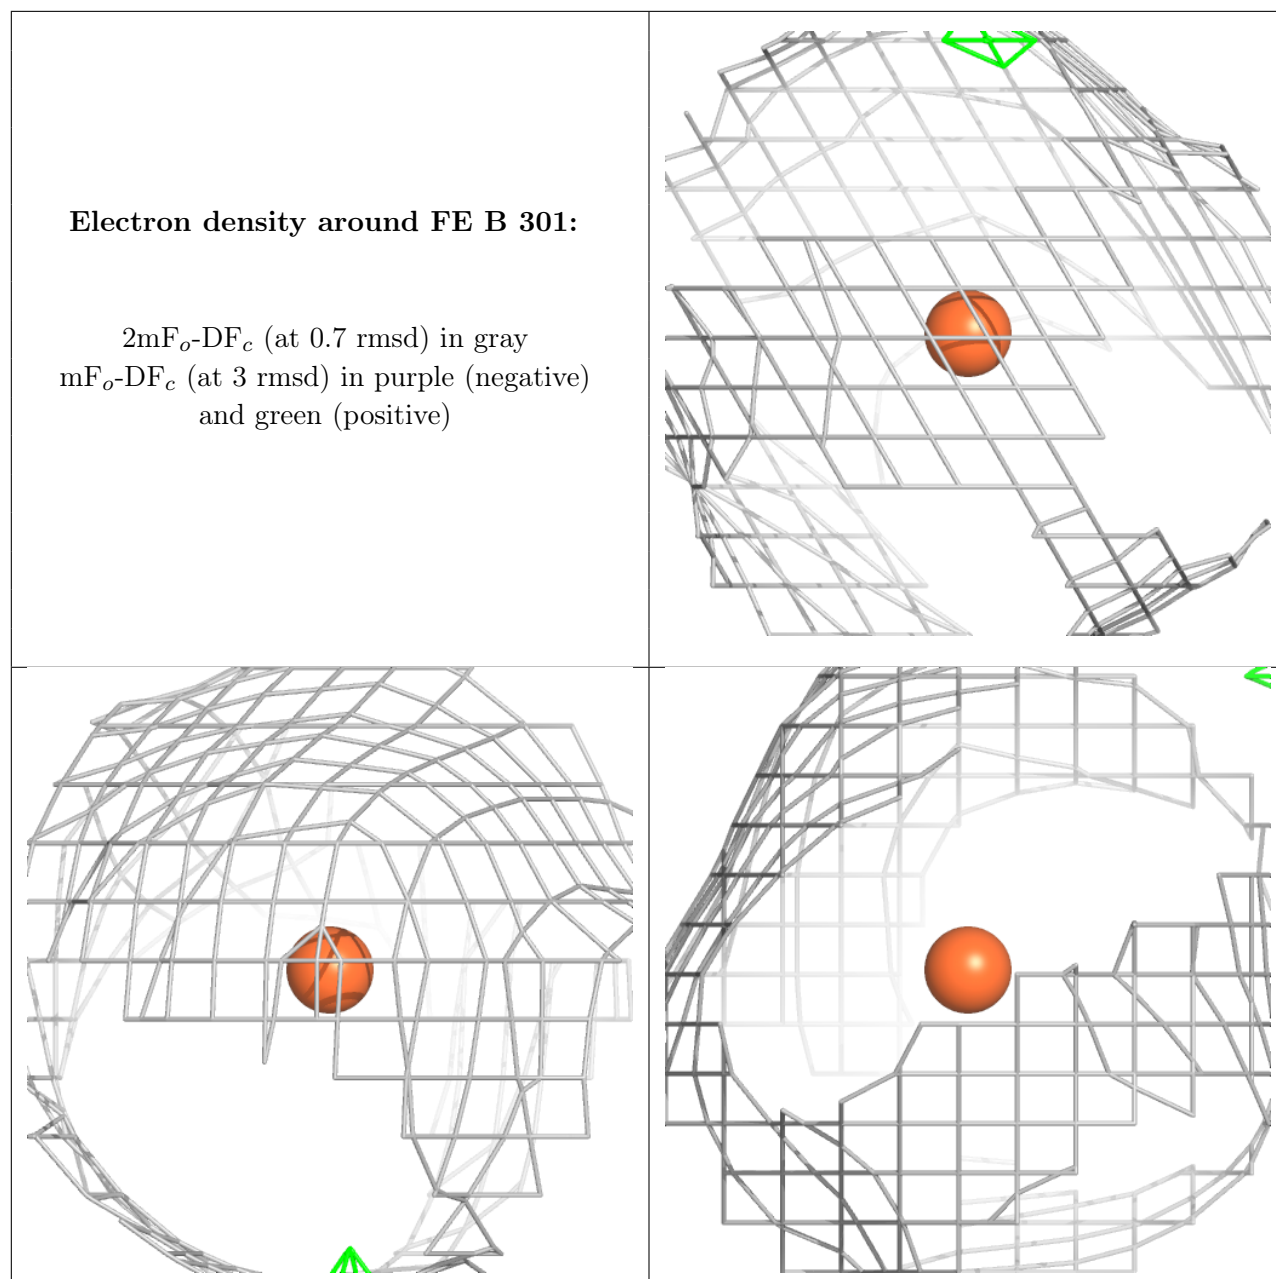 Electron density around FE B 301:
2mFₒ-DF𝒸 (at 0.7 rmsd) in gray
mFₒ-DF𝒸 (at 3 rmsd) in purple (negative)
and green (positive)